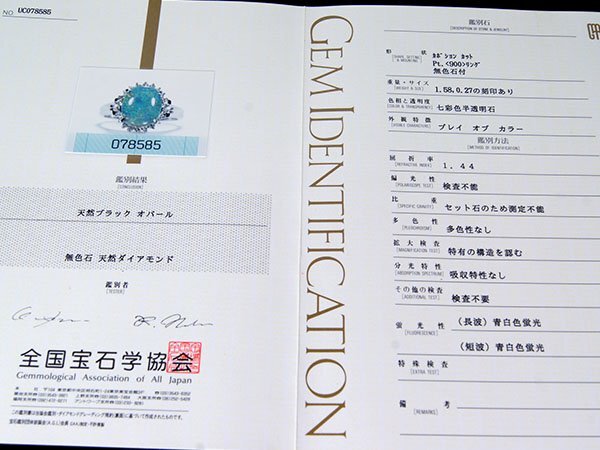 NO UC078585
078585
鑑別結果
[CONCLUSION]
天然ブラック オパール
無色石 天然ダイアモンド
鑑別者
[TESTER]
全国宝石学協会
Gemmological Association of All Japan
GEM IDENTIFICATION
鑑別石
[DESCRIPTION OF STONE & JEWELRY]
形 状
[SHAPE, SETTING & MOUNTING]
カボション カット
Pt.<900>リング
無色石付
重量・サイズ
[WEIGHT & SIZE]
1.58,0.27の刻印あり
色相と透明度
[COLOR & TRANSPARENCY]
七彩色半透明石
外観特徴
プレイ オブ カラー
鑑別方法
[METHOD OF IDENTIFICATION]
屈折率
[REFRACTIVE INDEX]
1.44
偏光性
[POLARISCOPE TEST]
検査不能
比 重
[SPECIFIC GRAVITY]
セット石のため測定不能
多色性
[PLEOCHROISM]
多色性なし
拡大検査
[MAGNIFICATION TEST]
特有の構造を認む
分光特性
[ABSORPTION SPECTRUM]
吸収特性なし
その他の検査
[ADDITIONAL TEST]
検査不要
蛍光性
[FLUORESCENCE]
(長波)青白色蛍光
(短波)青白色蛍光
特殊検査
[EXTRA TEST]
備 考
[REMARKS]